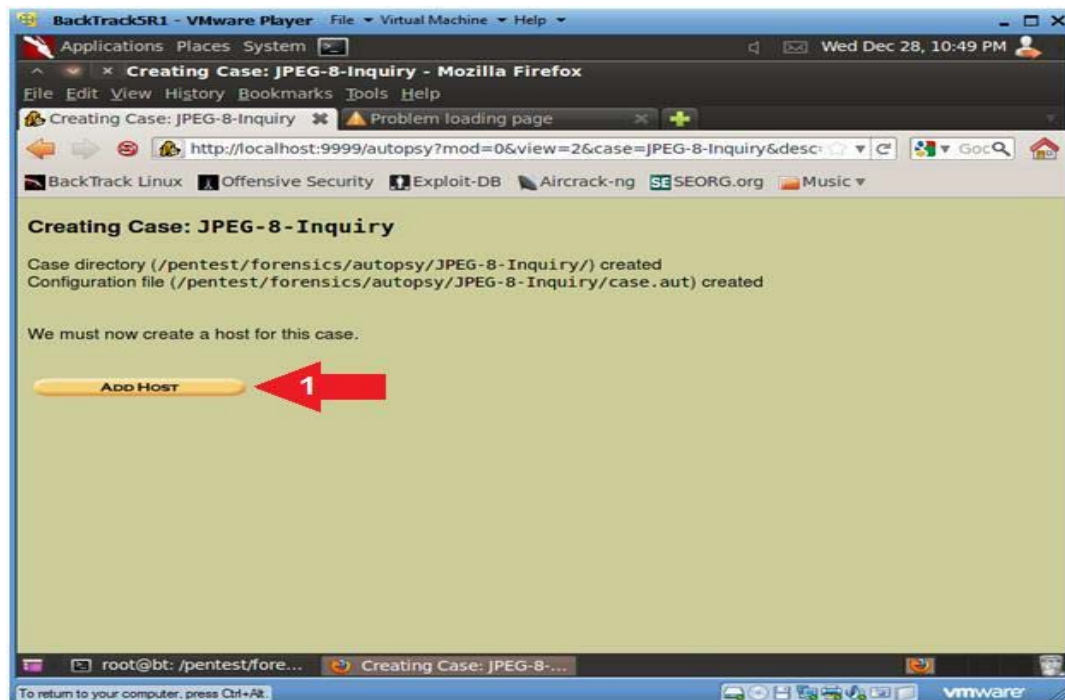 BackTrack5R1 - VMware Player File Virtual Machine Help
Applications Places System Wed Dec 28, 10:49 PM
Creating Case: JPEG-8-Inquiry - Mozilla Firefox
File Edit View History Bookmarks Tools Help
Creating Case: JPEG-8-Inquiry Problem loading page
http://localhost:9999/autopsy?mod=0&view=2&case=JPEG-8-Inquiry&desc
BackTrack Linux Offensive Security Exploit-DB Aircrack-ng SE SEORG.org Music
Creating Case: JPEG-8-Inquiry
Case directory (/pentest/forensics/autopsy/JPEG-8-Inquiry/) created
Configuration file (/pentest/forensics/autopsy/JPEG-8-Inquiry/case.aut) created
We must now create a host for this case.
ADD HOST 1
root@bt: /pentest/fore... Creating Case: JPEG-8-...
To return to your computer, press Ctrl+Alt. vmware